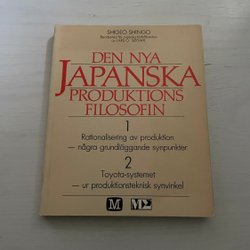 SHIGEO SHINGO
DEN NYA
JAPANSKA
PRODUKTIONS
FILOSOFIN
1
Rationalisering av produktion
– några grundläggande synpunkter
2
Toyota-systemet
– ur produktionsteknisk synvinkel
M